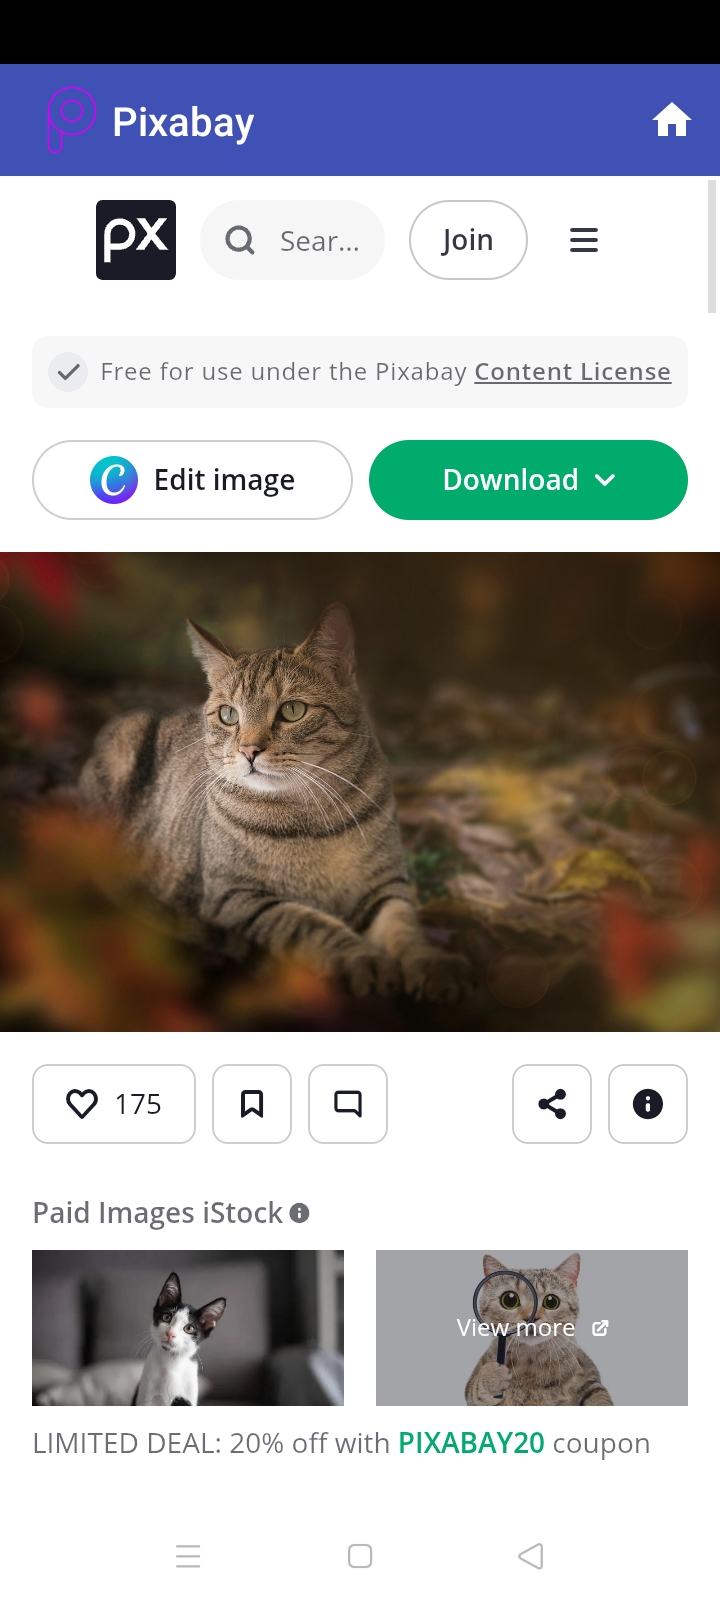 Pixabay
px
Sear...
Join
Free for use under the Pixabay Content License
Edit image
Download
175
Paid Images iStock
View more
LIMITED DEAL: 20% off with PIXABAY20 coupon